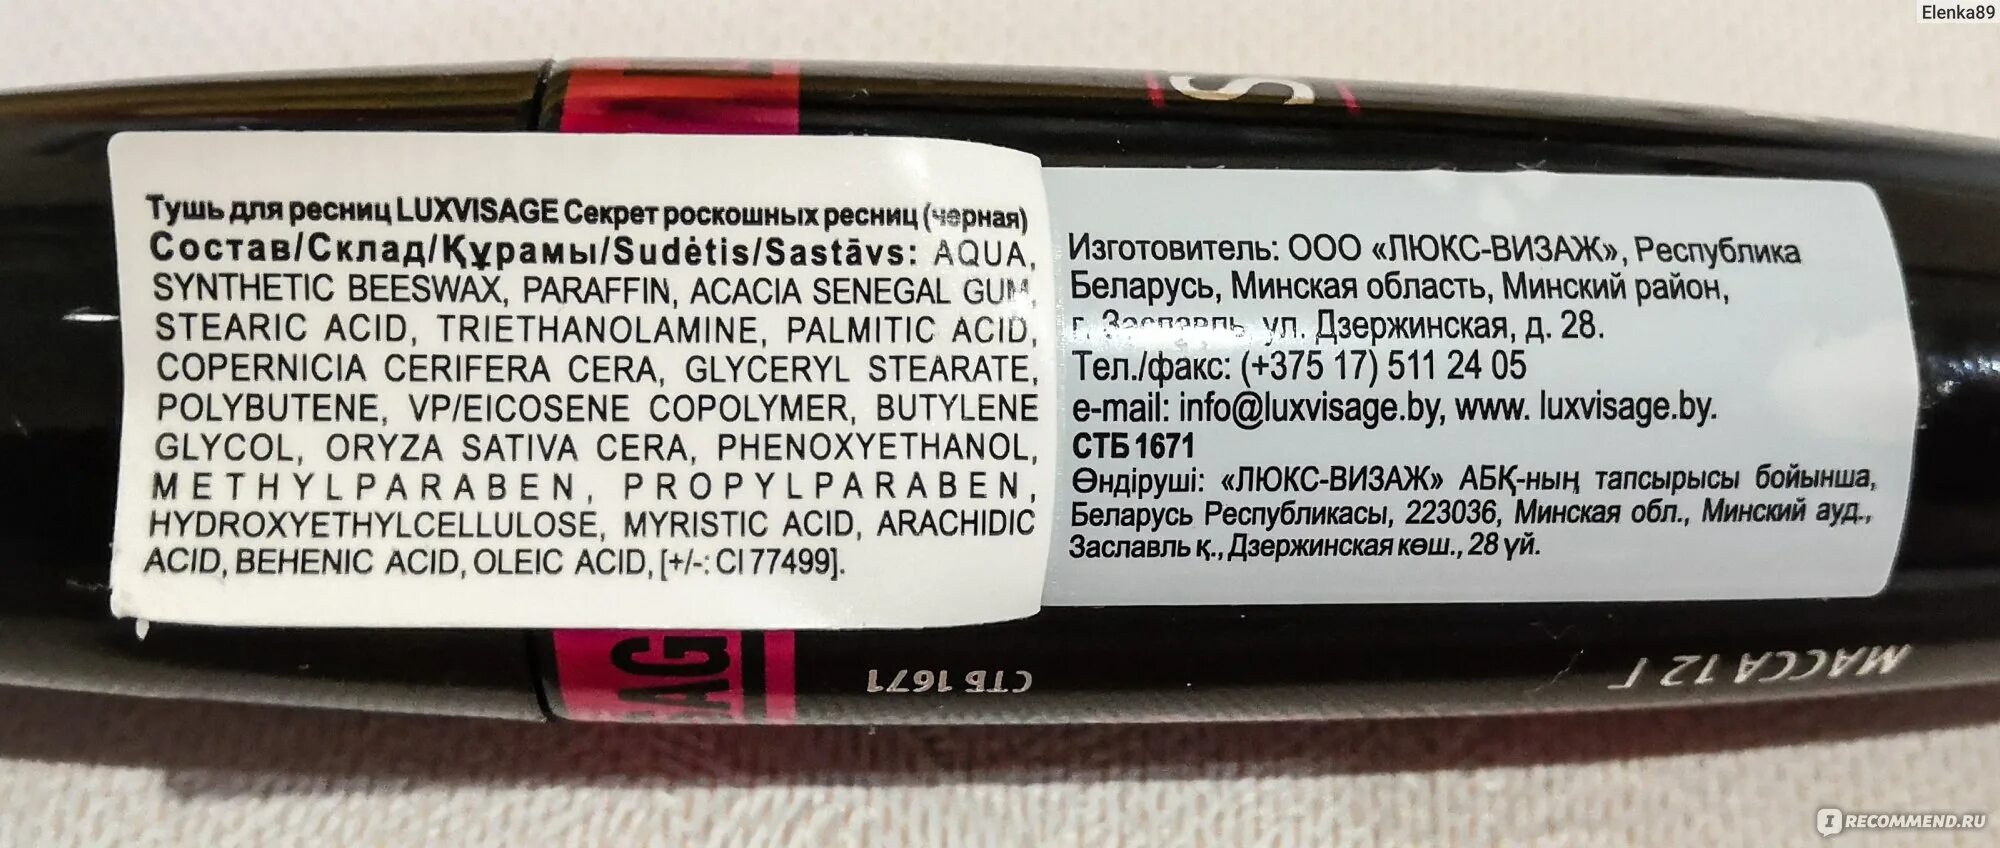 Elenka89
S
Тушь для ресниц LUXVISAGE Секрет роскошных ресниц (черная)
Состав/Склад/Құрамы/Sudėtis/Sastāvs: AQUA,
SYNTHETIC BEESWAX, PARAFFIN, ACACIA SENEGAL GUM,
STEARIC ACID, TRIETHANOLAMINE, PALMITIC ACID,
COPERNICIA CERIFERA CERA, GLYCERYL STEARATE,
POLYBUTENE, VP/EICOSENE COPOLYMER, BUTYLENE
GLYCOL, ORYZA SATIVA CERA, PHENOXYETHANOL,
METHYLPARABEN, PROPYLPARABEN,
HYDROXYETHYLCELLULOSE, MYRISTIC ACID, ARACHIDIC
ACID, BEHENIC ACID, OLEIC ACID, [+/-: CI 77499].
Изготовитель: ООО «ЛЮКС-ВИЗАЖ», Республика
Беларусь, Минская область, Минский район,
г. Заславль, ул. Дзержинская, д. 28.
Тел./факс: (+375 17) 511 24 05
e-mail: info@luxvisage.by, www. luxvisage.by.
СТБ 1671
Өндіруші: «ЛЮКС-ВИЗАЖ» АБҚ-ның тапсырысы бойынша,
Беларусь Республикасы, 223036, Минская обл., Минский ауд.,
Заславль қ., Дзержинская көш., 28 үй.
СТБ 1671
МАССА 12 Г
RECOMMEND.RU